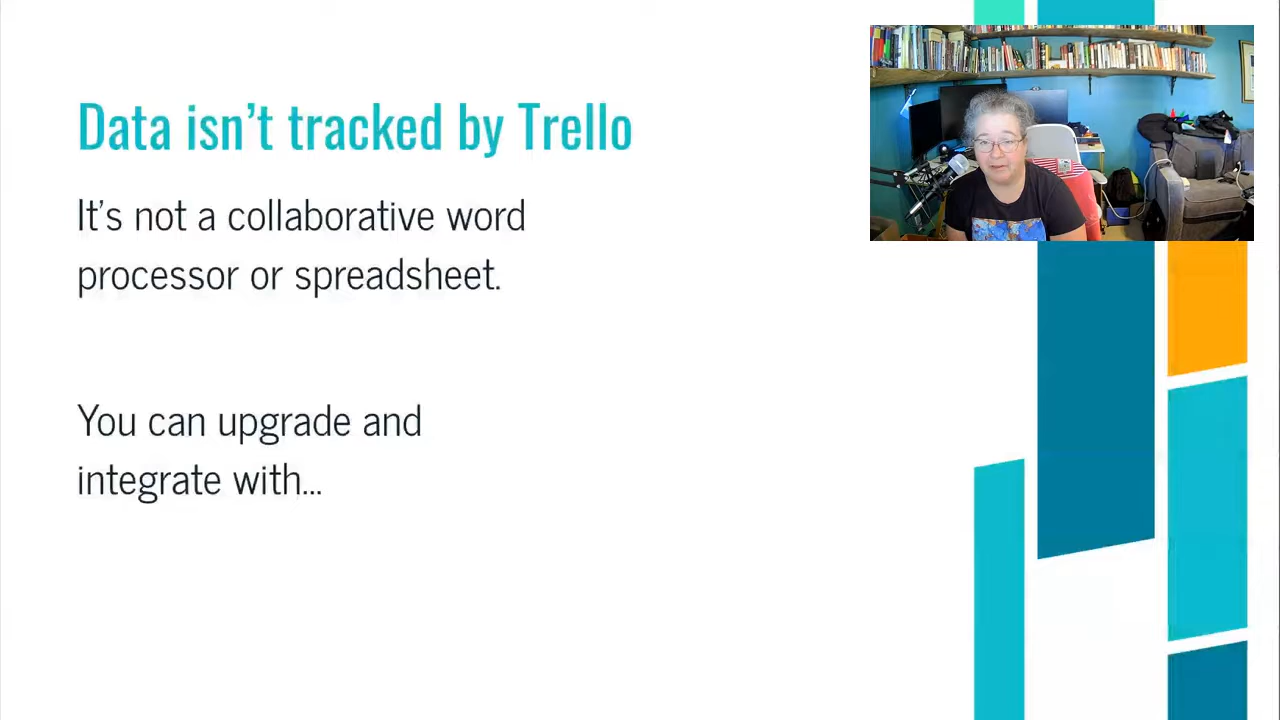 Data isn’t tracked by Trello
It’s not a collaborative word
processor or spreadsheet.
You can upgrade and
integrate with...